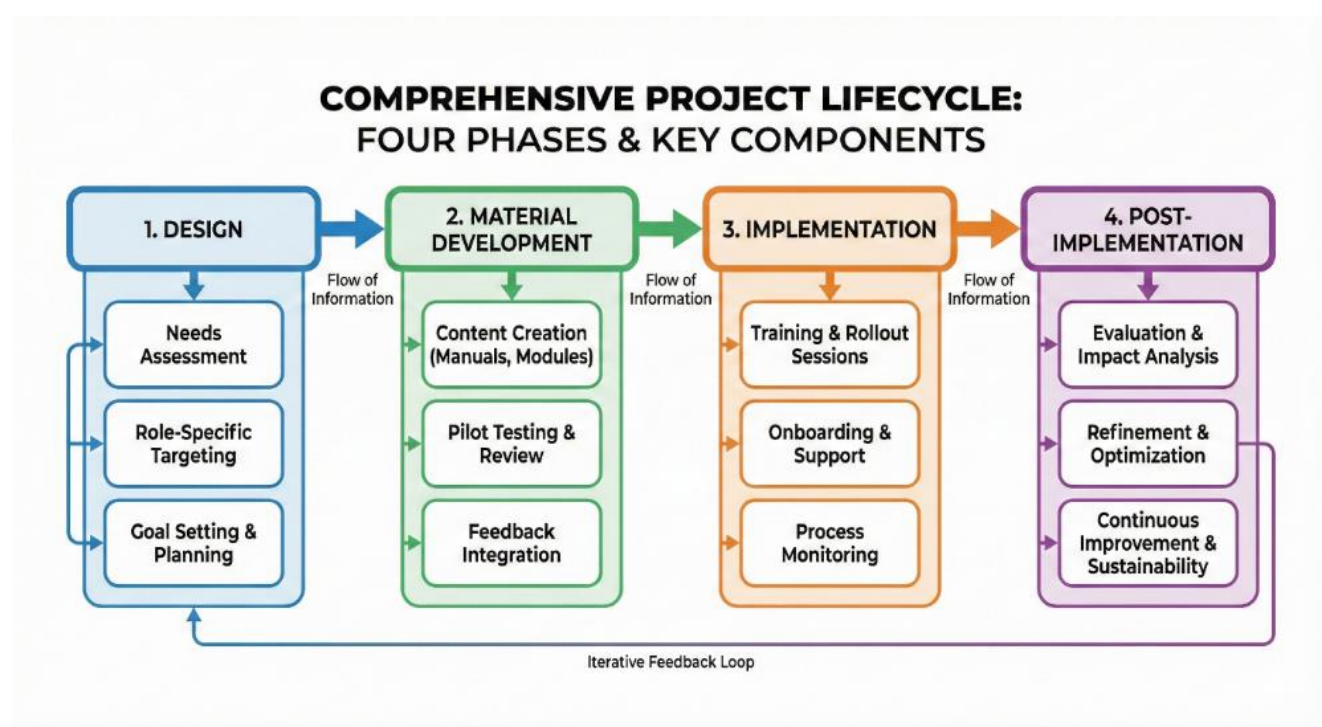 COMPREHENSIVE PROJECT LIFECYCLE:
FOUR PHASES & KEY COMPONENTS
1. DESIGN
Needs
Assessment
Role-Specific
Targeting
Goal Setting &
Planning
Flow of
Information
2. MATERIAL
DEVELOPMENT
Content Creation
(Manuals, Modules)
Pilot Testing &
Review
Feedback
Integration
Flow of
Information
3. IMPLEMENTATION
Training & Rollout
Sessions
Onboarding &
Support
Process
Monitoring
Flow of
Information
4. POST-
IMPLEMENTATION
Evaluation &
Impact Analysis
Refinement &
Optimization
Continuous
Improvement &
Sustainability
Iterative Feedback Loop